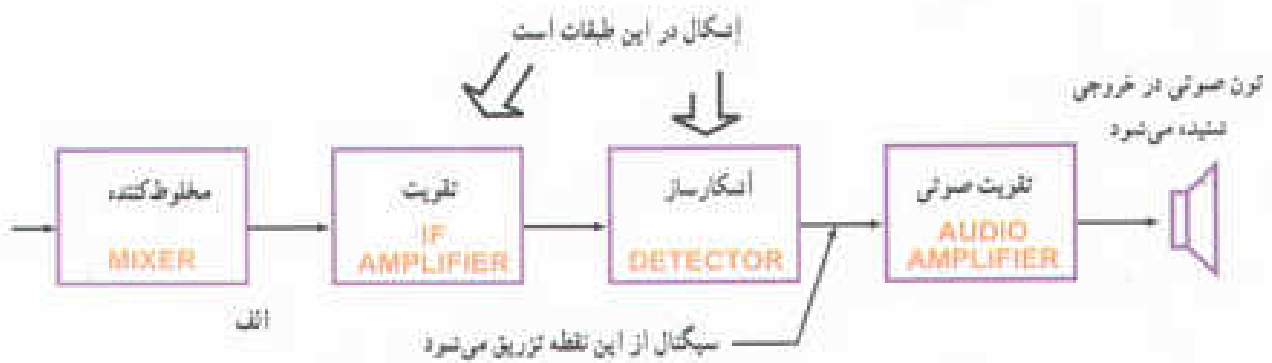 إشکال در این طبقات است
تون صوتی در خروجی
شنیده می‌شود
مخلوط‌کننده
MIXER
تقویت
IF
AMPLIFIER
آشکارساز
DETECTOR
تقویت صوتی
AUDIO
AMPLIFIER
الف
سیگنال از این نقطه تزریق می‌شود